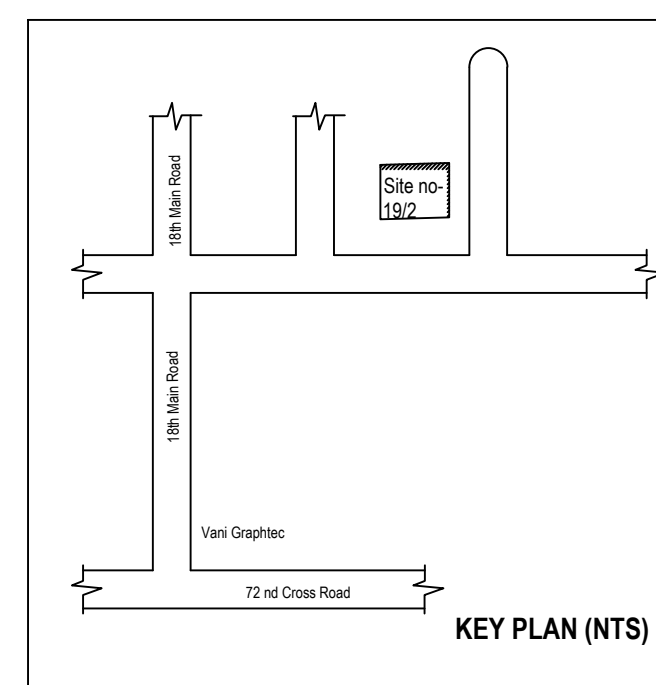 18th Main Road
Site no-
19/2
18th Main Road
Vani Graphtec
72 nd Cross Road
KEY PLAN (NTS)